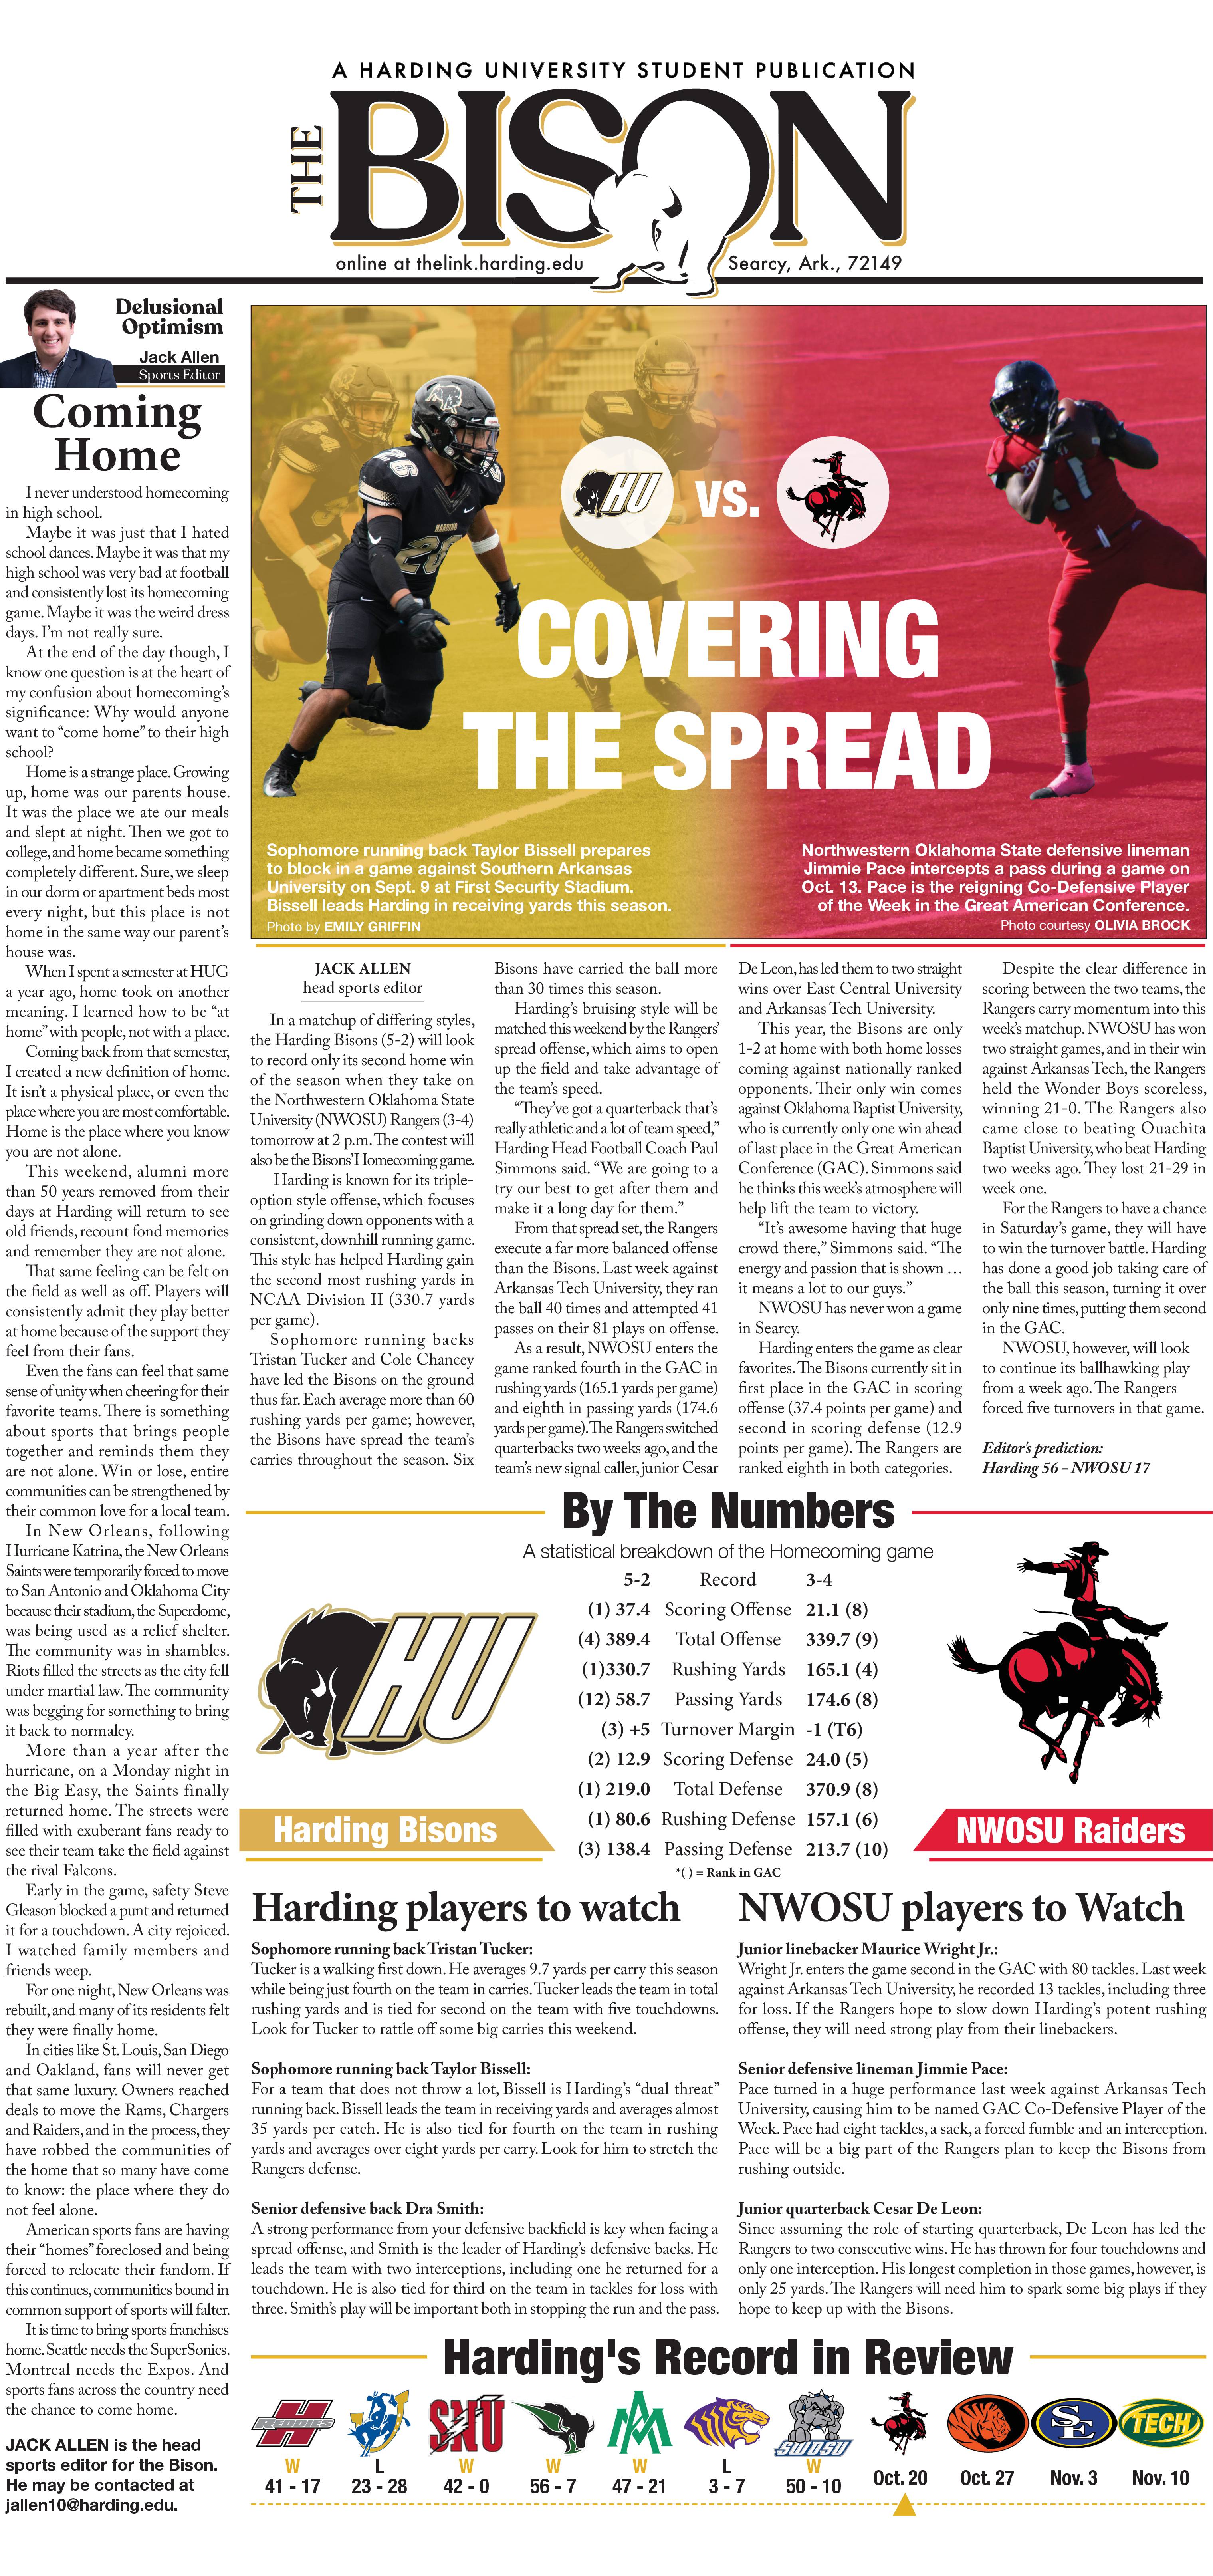 A HARDING UNIVERSITY STUDENT PUBLICATION
THE
BISON
online at thelink.harding.edu
Searcy, Ark., 72149
Delusional
Optimism
Jack Allen
Sports Editor
Coming
Home
I never understood homecoming
in high school.
Maybe it was just that I hated
school dances. Maybe it was that my
high school was very bad at football
and consistently lost its homecoming
game. Maybe it was the weird dress
days. I'm not really sure.
At the end of the day though, I
know one question is at the heart of
my confusion about homecoming's
significance: Why would anyone
want to “come home” to their high
school?
Home is a strange place. Growing
up, home was our parents house.
It was the place we ate our meals
and slept at night. Then we got to
college, and home became something
completely different. Sure, we sleep
in our dorm or apartment beds most
every night, but this place is not
home in the same way our parent's
house was.
When I spent a semester at HUG
a year ago, home took on another
meaning. I learned how to be “at
home” with people, not with a place.
Coming back from that semester,
I created a new definition of home.
It isn't a physical place, or even the
place where you are most comfortable.
Home is the place where you know
you are not alone.
This weekend, alumni more
than 50 years removed from their
days at Harding will return to see
old friends, recount fond memories
and remember they are not alone.
That same feeling can be felt on
the field as well as off. Players will
consistently admit they play better
at home because of the support they
feel from their fans.
Even the fans can feel that same
sense of unity when cheering for their
favorite teams. There is something
about sports that brings people
together and reminds them they
are not alone. Win or lose, entire
communities can be strengthened by
their common love for a local team.
In New Orleans, following
Hurricane Katrina, the New Orleans
Saints were temporarily forced to move
to San Antonio and Oklahoma City
because their stadium, the Superdome,
was being used as a relief shelter.
The community was in shambles.
Riots filled the streets as the city fell
under martial law. The community
was begging for something to bring
it back to normalcy.
More than a year after the
hurricane, on a Monday night in
the Big Easy, the Saints finally
returned home. The streets were
filled with exuberant fans ready to
see their team take the field against
the rival Falcons.
Early in the game, safety Steve
Gleason blocked a punt and returned
it for a touchdown. A city rejoiced.
I watched family members and
friends weep.
For one night, New Orleans was
rebuilt, and many of its residents felt
they were finally home.
In cities like St. Louis, San Diego
and Oakland, fans will never get
that same luxury. Owners reached
deals to move the Rams, Chargers
and Raiders, and in the process, they
have robbed the communities of
the home that so many have come
to know: the place where they do
not feel alone.
American sports fans are having
their “homes” foreclosed and being
forced to relocate their fandom. If
this continues, communities bound in
common support of sports will falter.
It is time to bring sports franchises
home. Seattle needs the SuperSonics.
Montreal needs the Expos. And
sports fans across the country need
the chance to come home.
JACK ALLEN is the head
sports editor for the Bison.
He may be contacted at
jallen10@harding.edu.
26
HARDING
26
HU
VS.
COVERING
THE SPREAD
Sophomore running back Taylor Bissell prepares
to block in a game against Southern Arkansas
University on Sept. 9 at First Security Stadium.
Bissell leads Harding in receiving yards this season.
Photo by EMILY GRIFFIN
Northwestern Oklahoma State defensive lineman
Jimmie Pace intercepts a pass during a game on
Oct. 13. Pace is the reigning Co-Defensive Player
of the Week in the Great American Conference.
Photo courtesy OLIVIA BROCK
JACK ALLEN
head sports editor
In a matchup of differing styles,
the Harding Bisons (5-2) will look
to record only its second home win
of the season when they take on
the Northwestern Oklahoma State
University (NWOSU) Rangers (3-4)
tomorrow at 2 p.m. The contest will
also be the Bisons' Homecoming game.
Harding is known for its triple-
option style offense, which focuses
on grinding down opponents with a
consistent, downhill running game.
This style has helped Harding gain
the second most rushing yards in
NCAA Division II (330.7 yards
per game).
Sophomore running backs
Tristan Tucker and Cole Chancey
have led the Bisons on the ground
thus far. Each average more than 60
rushing yards per game; however,
the Bisons have spread the team's
carries throughout the season. Six
Bisons have carried the ball more
than 30 times this season.
Harding's bruising style will be
matched this weekend by the Rangers'
spread offense, which aims to open
up the field and take advantage of
the team's speed.
“They've got a quarterback that's
really athletic and a lot of team speed,”
Harding Head Football Coach Paul
Simmons said. “We are going to a
try our best to get after them and
make it a long day for them.”
From that spread set, the Rangers
execute a far more balanced offense
than the Bisons. Last week against
Arkansas Tech University, they ran
the ball 40 times and attempted 41
passes on their 81 plays on offense.
As a result, NWOSU enters the
game ranked fourth in the GAC in
rushing yards (165.1 yards per game)
and eighth in passing yards (174.6
yards per game). The Rangers switched
quarterbacks two weeks ago, and the
team's new signal caller, junior Cesar
De Leon, has led them to two straight
wins over East Central University
and Arkansas Tech University.
This year, the Bisons are only
1-2 at home with both home losses
coming against nationally ranked
opponents. Their only win comes
against Oklahoma Baptist University,
who is currently only one win ahead
of last place in the Great American
Conference (GAC). Simmons said
he thinks this week's atmosphere will
help lift the team to victory.
“It's awesome having that huge
crowd there,” Simmons said. “The
energy and passion that is shown …
it means a lot to our guys.”
NWOSU has never won a game
in Searcy.
Harding enters the game as clear
favorites. The Bisons currently sit in
first place in the GAC in scoring
offense (37.4 points per game) and
second in scoring defense (12.9
points per game). The Rangers are
ranked eighth in both categories.
Despite the clear difference in
scoring between the two teams, the
Rangers carry momentum into this
week's matchup. NWOSU has won
two straight games, and in their win
against Arkansas Tech, the Rangers
held the Wonder Boys scoreless,
winning 21-0. The Rangers also
came close to beating Ouachita
Baptist University, who beat Harding
two weeks ago. They lost 21-29 in
week one.
For the Rangers to have a chance
in Saturday's game, they will have
to win the turnover battle. Harding
has done a good job taking care of
the ball this season, turning it over
only nine times, putting them second
in the GAC.
NWOSU, however, will look
to continue its ballhawking play
from a week ago. The Rangers
forced five turnovers in that game.
Editor's prediction:
Harding 56 – NWOSU 17
By The Numbers
A statistical breakdown of the Homecoming game
5-2 Record 3-4
(1) 37.4 Scoring Offense 21.1 (8)
(4) 389.4 Total Offense 339.7 (9)
(1)330.7 Rushing Yards 165.1 (4)
(12) 58.7 Passing Yards 174.6 (8)
(3) +5 Turnover Margin -1 (T6)
(2) 12.9 Scoring Defense 24.0 (5)
(1) 219.0 Total Defense 370.9 (8)
(1) 80.6 Rushing Defense 157.1 (6)
(3) 138.4 Passing Defense 213.7 (10)
*( ) = Rank in GAC
HU
Harding Bisons
NWOSU Raiders
Harding players to watch
Sophomore running back Tristan Tucker:
Tucker is a walking first down. He averages 9.7 yards per carry this season
while being just fourth on the team in carries. Tucker leads the team in total
rushing yards and is tied for second on the team with five touchdowns.
Look for Tucker to rattle off some big carries this weekend.
Sophomore running back Taylor Bissell:
For a team that does not throw a lot, Bissell is Harding's “dual threat”
running back. Bissell leads the team in receiving yards and averages almost
35 yards per catch. He is also tied for fourth on the team in rushing
yards and averages over eight yards per carry. Look for him to stretch the
Rangers defense.
Senior defensive back Dra Smith:
A strong performance from your defensive backfield is key when facing a
spread offense, and Smith is the leader of Harding's defensive backs. He
leads the team with two interceptions, including one he returned for a
touchdown. He is also tied for third on the team in tackles for loss with
three. Smith's play will be important both in stopping the run and the pass.
NWOSU players to Watch
Junior linebacker Maurice Wright Jr.:
Wright Jr. enters the game second in the GAC with 80 tackles. Last week
against Arkansas Tech University, he recorded 13 tackles, including three
for loss. If the Rangers hope to slow down Harding's potent rushing
offense, they will need strong play from their linebackers.
Senior defensive lineman Jimmie Pace:
Pace turned in a huge performance last week against Arkansas Tech
University, causing him to be named GAC Co-Defensive Player of the
Week. Pace had eight tackles, a sack, a forced fumble and an interception.
Pace will be a big part of the Rangers plan to keep the Bisons from
rushing outside.
Junior quarterback Cesar De Leon:
Since assuming the role of starting quarterback, De Leon has led the
Rangers to two consecutive wins. He has thrown for four touchdowns and
only one interception. His longest completion in those games, however, is
only 25 yards. The Rangers will need him to spark some big plays if they
hope to keep up with the Bisons.
Harding's Record in Review
H REDDIES
SNU
SWOSU
SE
TECH
W L W W W L W
41 - 17 23 - 28 42 - 0 56 - 7 47 - 21 3 - 7 50 - 10 Oct. 20 Oct. 27 Nov. 3 Nov. 10